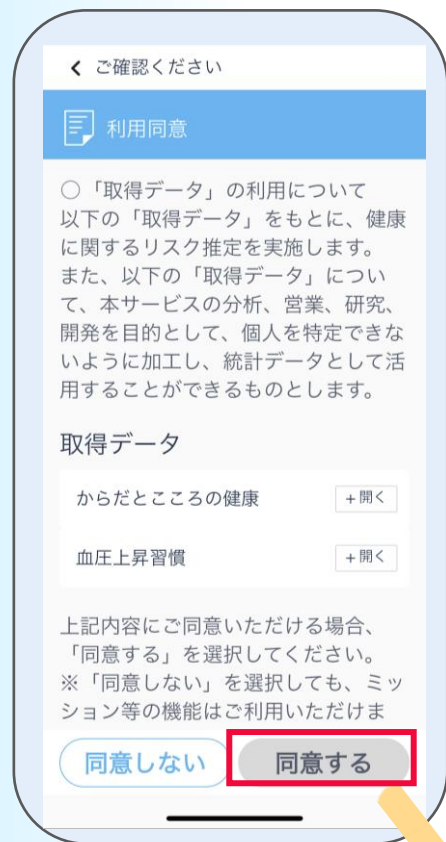 ご確認ください
利用同意
○「取得データ」の利用について
以下の「取得データ」をもとに、健康
に関するリスク推定を実施します。
また、以下の「取得データ」につい
て、本サービスの分析、営業、研究、
開発を目的として、個人を特定できな
いように加工し、統計データとして活
用することができるものとします。
取得データ
からだとこころの健康 +開く
血圧上昇習慣 +開く
上記内容にご同意いただける場合、
「同意する」を選択してください。
※「同意しない」を選択しても、ミッ
ション等の機能はご利用いただけま
同意しない 同意する